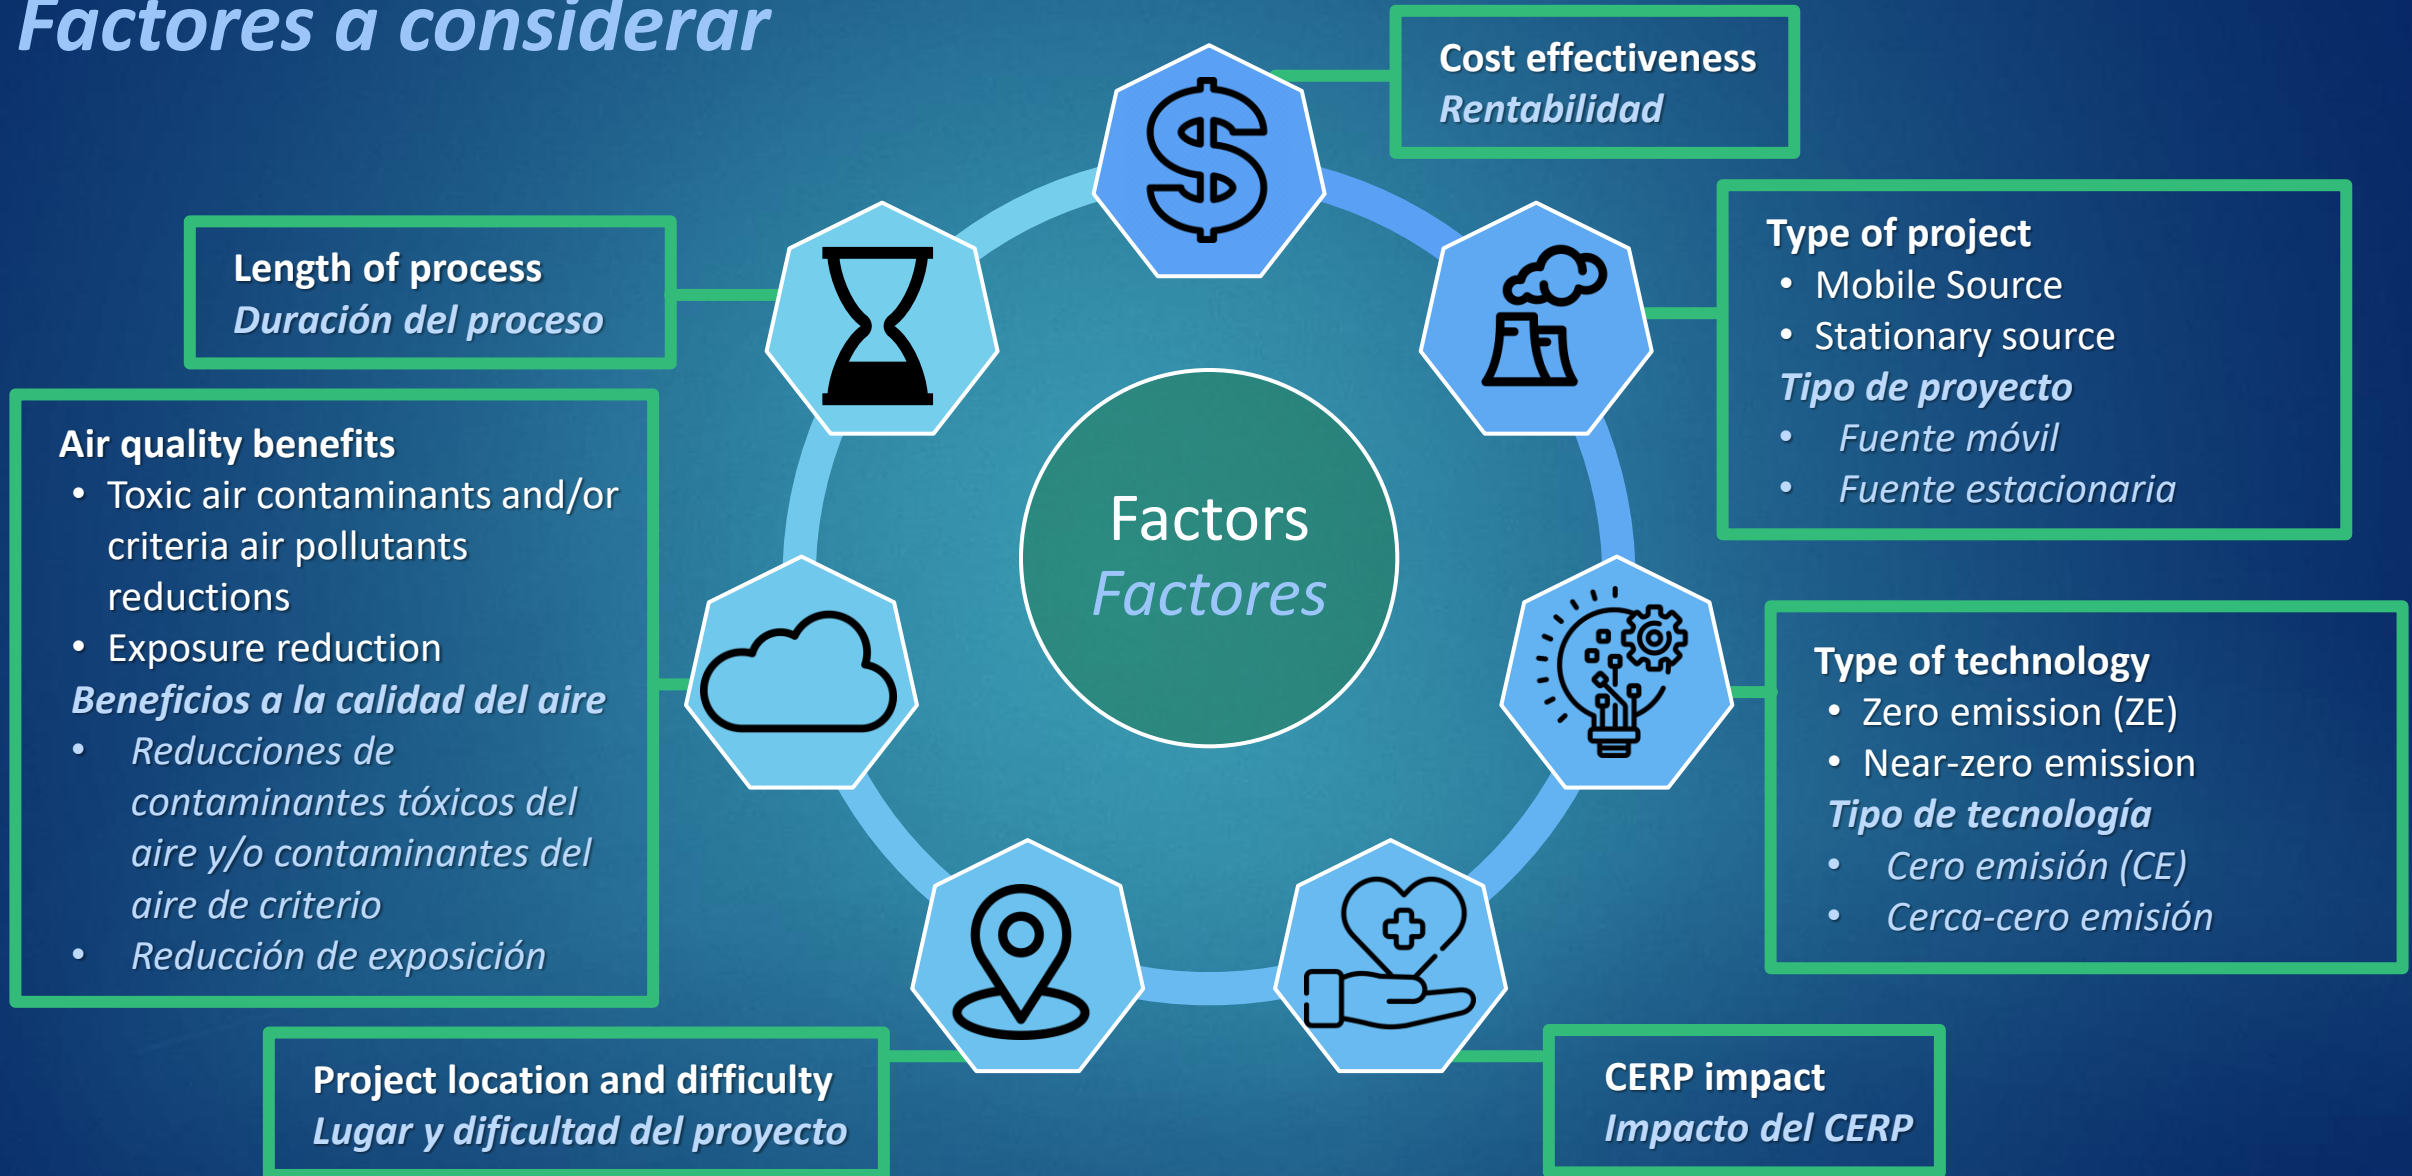 Factores a considerar
Cost effectiveness
Rentabilidad
Type of project
• Mobile Source
• Stationary source
Tipo de proyecto
• Fuente móvil
• Fuente estacionaria
Type of technology
• Zero emission (ZE)
• Near-zero emission
Tipo de tecnología
• Cero emisión (CE)
• Cerca-cero emisión
CERP impact
Impacto del CERP
Project location and difficulty
Lugar y dificultad del proyecto
Air quality benefits
• Toxic air contaminants and/or
criteria air pollutants
reductions
• Exposure reduction
Beneficios a la calidad del aire
• Reducciones de
contaminantes tóxicos del
aire y/o contaminantes del
aire de criterio
• Reducción de exposición
Length of process
Duración del proceso
Factors
Factores